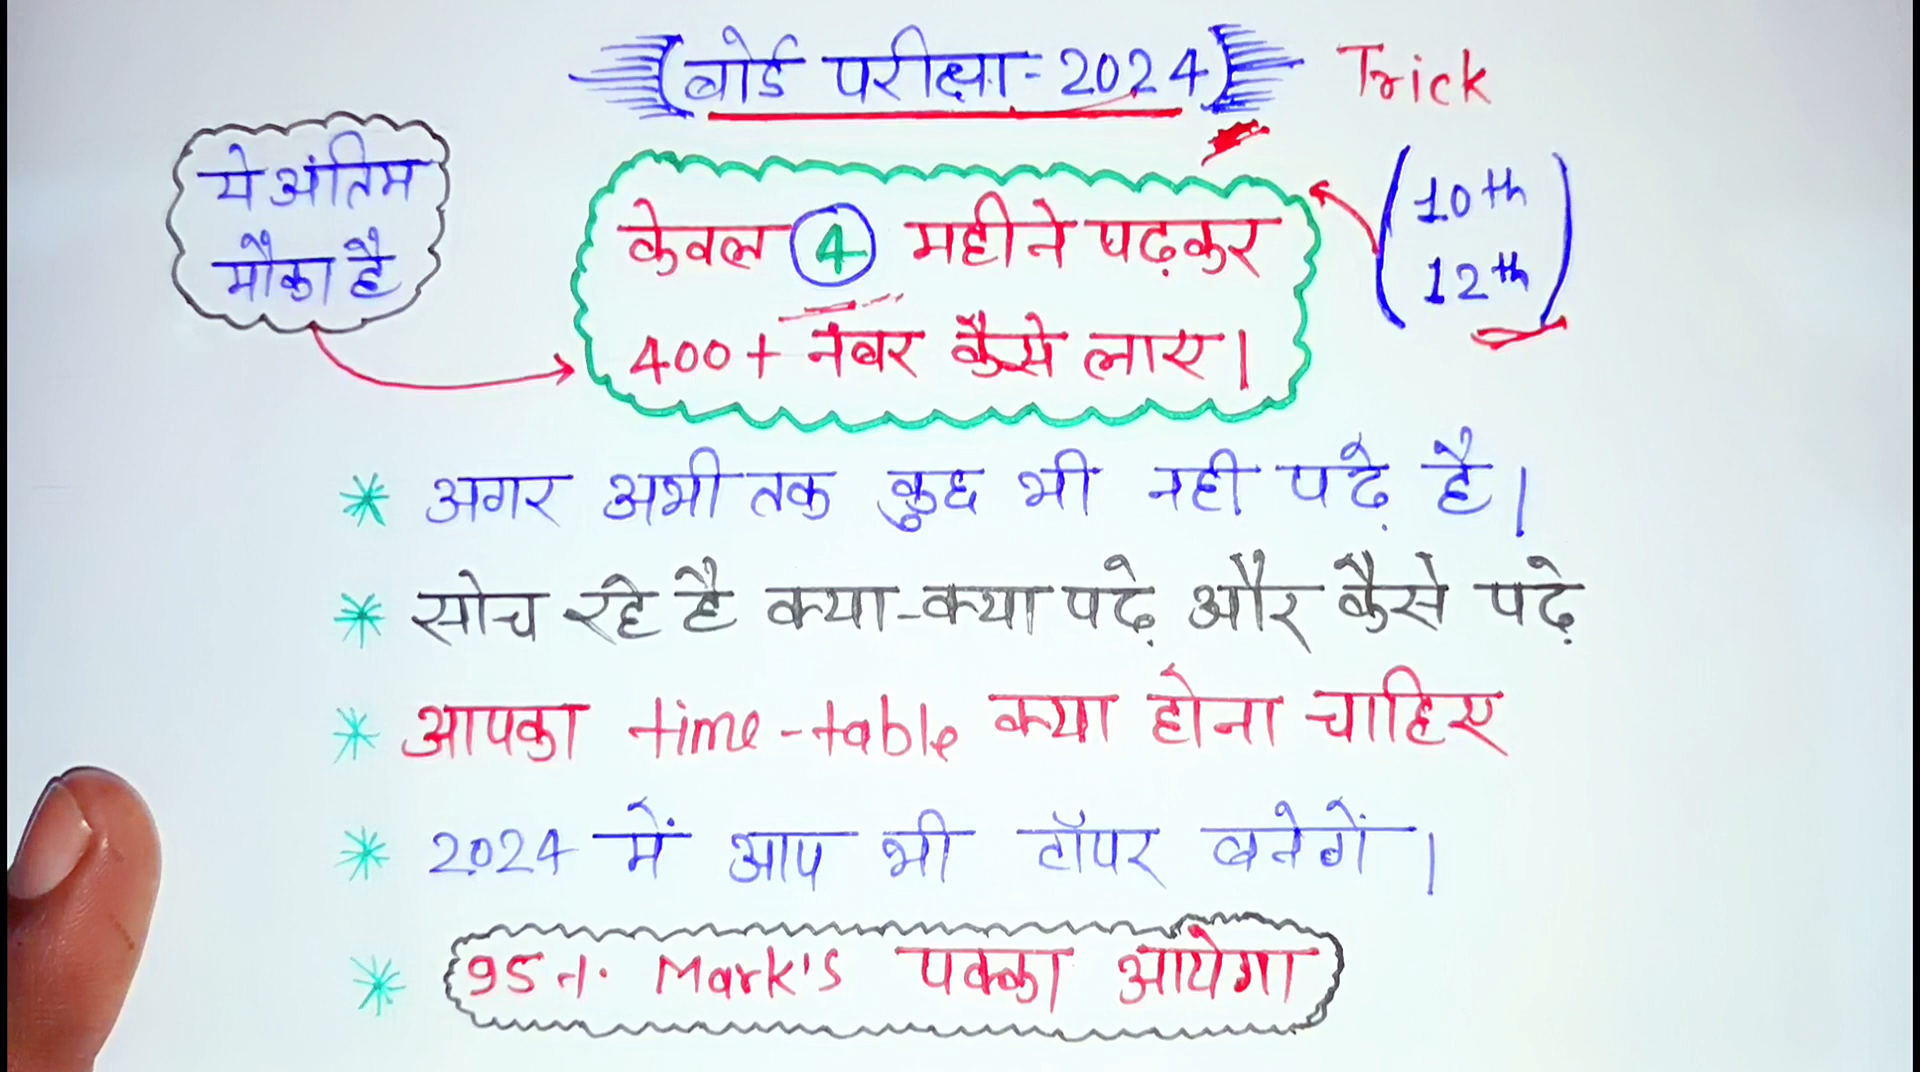 (बोर्ड परीक्षा-2024) Trick
ये अंतिम
मौका है
केवल 4 महीने पढ़कर
400+ नंबर कैसे लाए।
(10th
12th)
* अगर अभी तक कुछ भी नही पढ़े है।
* सोच रहे है क्या-क्या पढ़े और कैसे पढ़े
* आपका time-table क्या होना चाहिए
* 2024 में आप भी टॉपर बनेगें।
* 95%. Mark's पक्का आयेगा